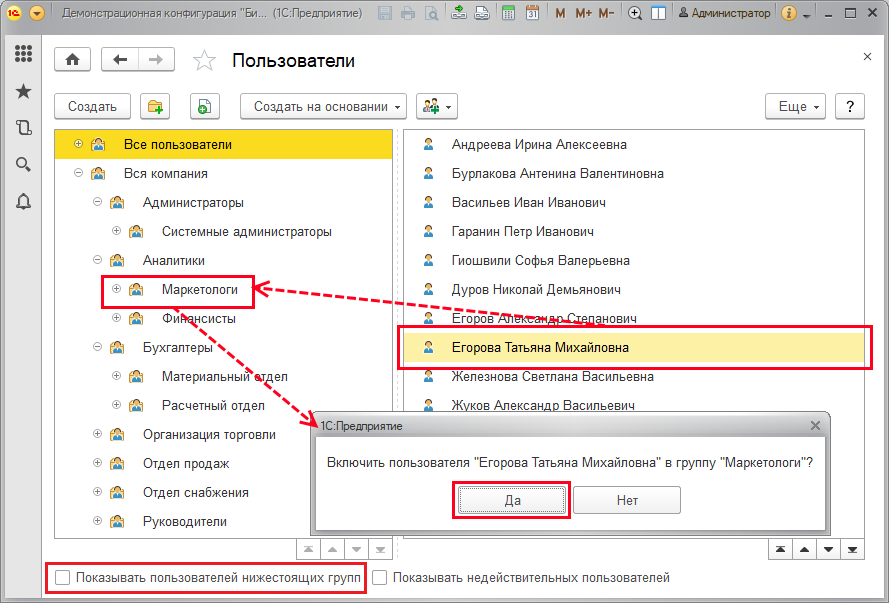 Демонстрационная конфигурация "Би... (1С:Предприятие)
M M+ M-
Администратор
Пользователи
Создать
Создать на основании
Еще
?
Все пользователи
Вся компания
Администраторы
Системные администраторы
Аналитики
Маркетологи
Финансисты
Бухгалтеры
Материальный отдел
Расчетный отдел
Организация торговли
Отдел продаж
Отдел снабжения
Руководители
Андреева Ирина Алексеевна
Бурлакова Антонина Валентиновна
Васильев Иван Иванович
Гаранин Петр Иванович
Гиошвили Софья Валерьевна
Дуров Николай Демьянович
Егоров Александр Степанович
Егорова Татьяна Михайловна
Железнова Светлана Васильевна
Жуков Александр Васильевич
1С:Предприятие
Включить пользователя "Егорова Татьяна Михайловна" в группу "Маркетологи"?
Да
Нет
Показывать пользователей нижестоящих групп
Показывать недействительных пользователей